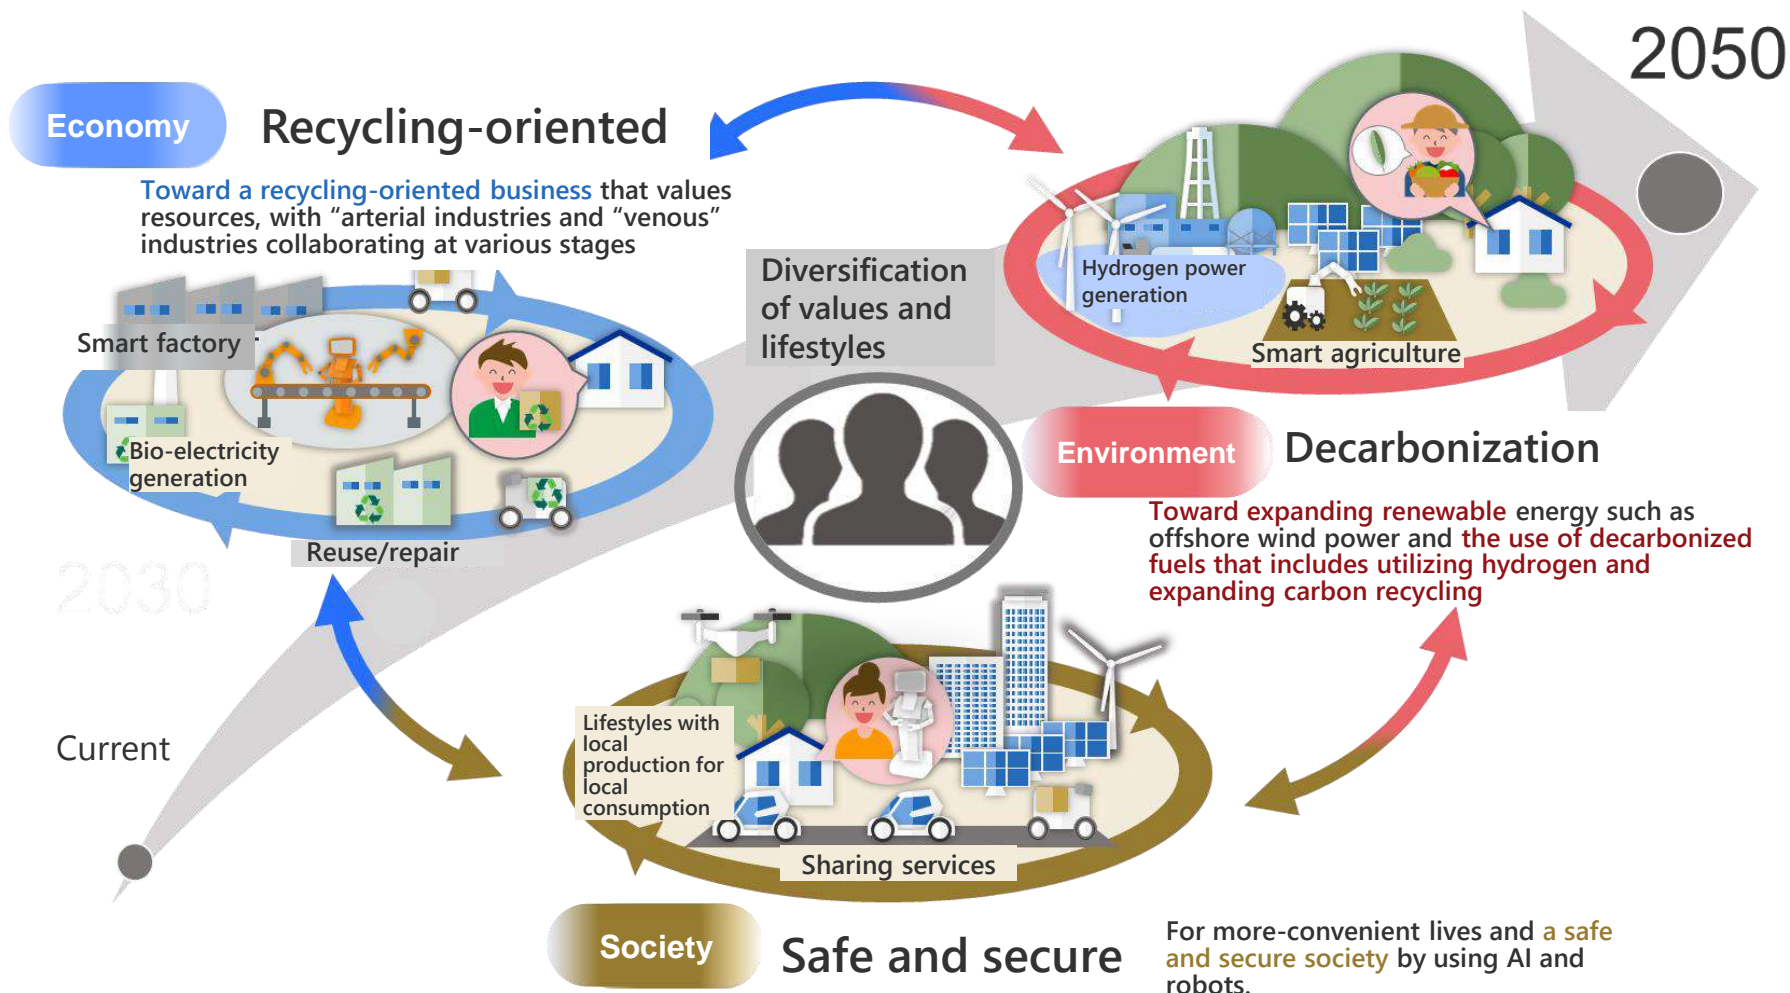 2050
Economy
Recycling-oriented
Toward a recycling-oriented business that values
resources, with “arterial industries and “venous”
industries collaborating at various stages
Diversification
of values and
lifestyles
Hydrogen power
generation
Smart factory
Smart agriculture
Bio-electricity
generation
Reuse/repair
Environment
Decarbonization
Toward expanding renewable energy such as
offshore wind power and the use of decarbonized
fuels that includes utilizing hydrogen and
expanding carbon recycling
2030
Current
Lifestyles with
local
production for
local
consumption
Sharing services
Society
Safe and secure
For more-convenient lives and a safe
and secure society by using AI and
robots.